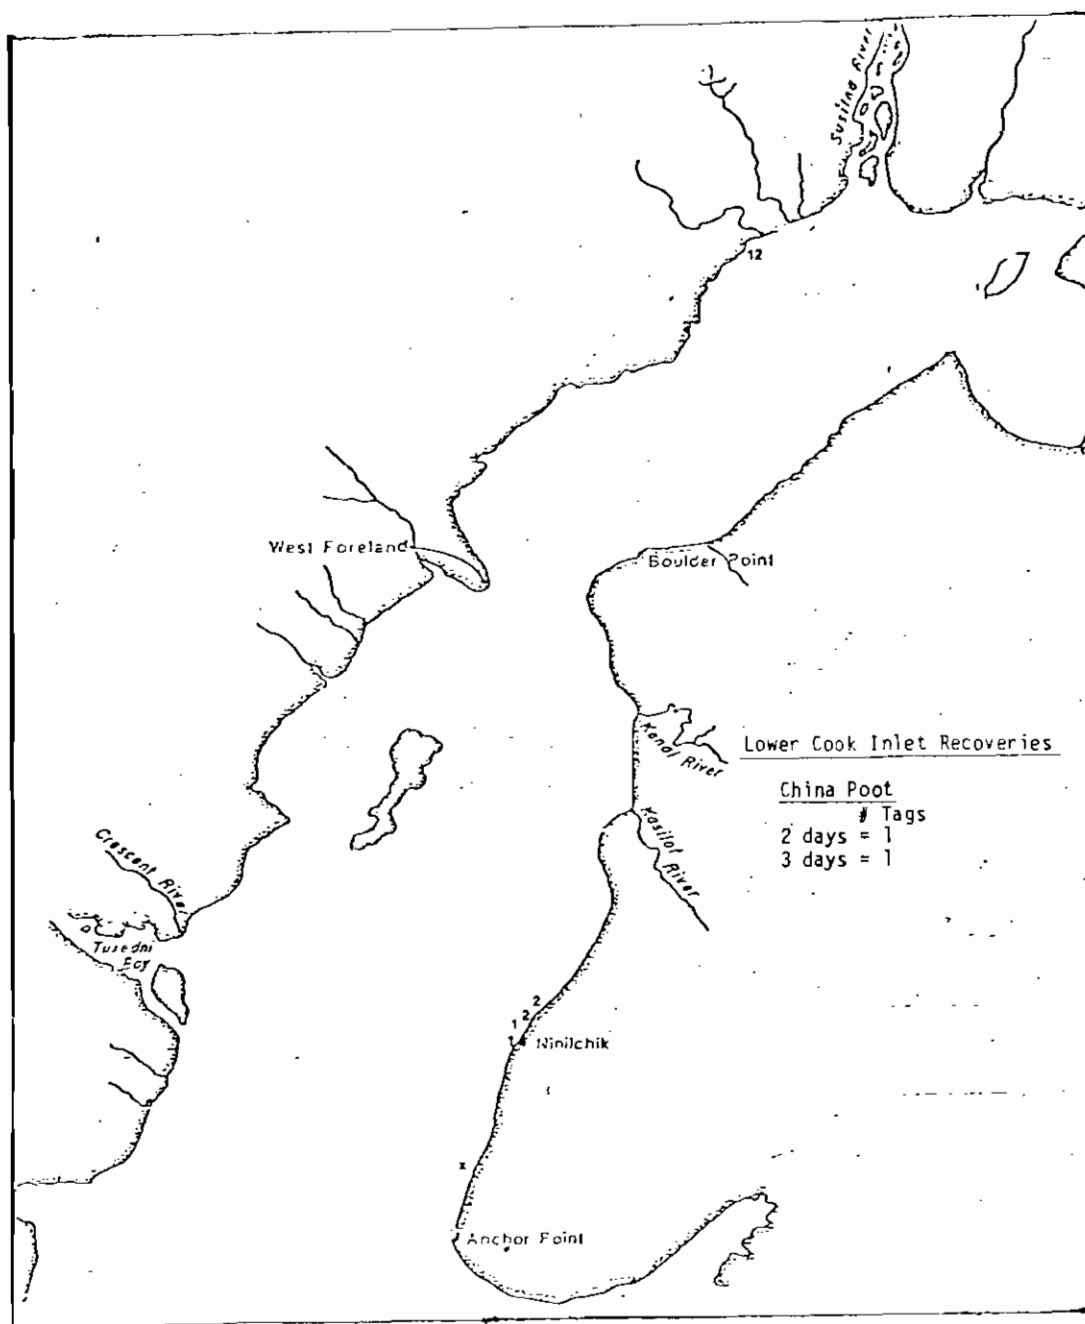 Susitna River
12
West Foreland
Boulder Point
Kenai River
Lower Cook Inlet Recoveries
China Poot
# Tags
2 days = 1
3 days = 1
Kasilof River
Crescent River
Tuxedni
Bay
2
2
1
1
Ninilchik
x
Anchor Point